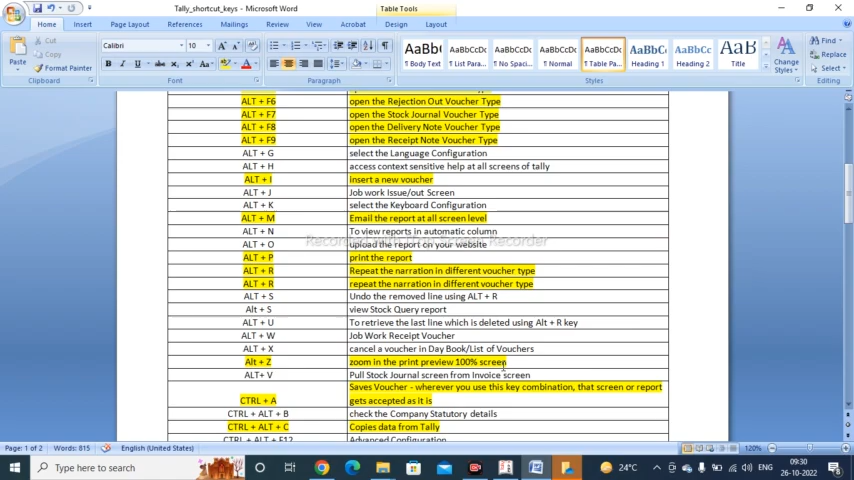 Tally_shortcut_keys - Microsoft Word
Table Tools
Home
Insert
Page Layout
References
Mailings
Review
View
Acrobat
Design
Layout
Paste
Cut
Copy
Format Painter
Clipboard
Calibri
10
Font
Paragraph
AaBb(
¶ Body Text
AaBbCcDc
¶ List Para...
AaBbCcDc
¶ No Spaci...
AaBbCcDc
¶ Normal
AaBbCcDc
¶ Table Pa...
AaBbCc
Heading 1
AaBbCc
Heading 2
AaB
Title
Change
Styles
Styles
Find
Replace
Select
Editing
ALT + F6 open the Rejection Out Voucher Type
ALT + F7 open the Stock Journal Voucher Type
ALT + F8 open the Delivery Note Voucher Type
ALT + F9 open the Receipt Note Voucher Type
ALT + G select the Language Configuration
ALT + H access context sensitive help at all screens of tally
ALT + I insert a new voucher
ALT + J Job work Issue/out Screen
ALT + K select the Keyboard Configuration
ALT + M Email the report at all screen level
ALT + N To view reports in automatic column
ALT + O upload the report on your website
ALT + P print the report
ALT + R Repeat the narration in different voucher type
ALT + R repeat the narration in different voucher type
ALT + S Undo the removed line using ALT + R
Alt + S view Stock Query report
ALT + U To retrieve the last line which is deleted using Alt + R key
ALT + W Job Work Receipt Voucher
ALT + X cancel a voucher in Day Book/List of Vouchers
Alt + Z zoom in the print preview 100% screen
ALT+ V Pull Stock Journal screen from Invoice screen
Saves Voucher - wherever you use this key combination, that screen or report
CTRL + A gets accepted as it is
CTRL + ALT + B check the Company Statutory details
CTRL + ALT + C Copies data from Tally
CTRL + ALT + F12 Advanced Configuration
Page: 1 of 2
Words: 815
English (United States)
120%
Type here to search
24°C
ENG
09:30
26-10-2022